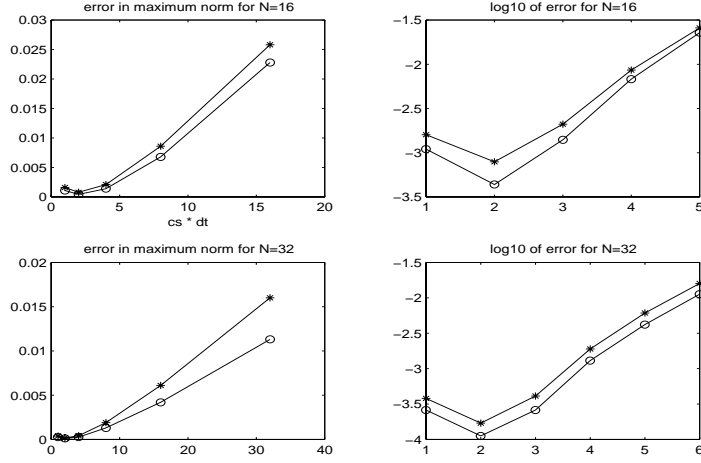 error in maximum norm for N=16
0.03
0.025
0.02
0.015
0.01
0.005
0
0 5 10 15 20
cs * dt
log10 of error for N=16
−1.5
−2
−2.5
−3
−3.5
1 2 3 4 5
error in maximum norm for N=32
0.02
0.015
0.01
0.005
0
0 10 20 30 40
log10 of error for N=32
−1.5
−2
−2.5
−3
−3.5
−4
1 2 3 4 5 6